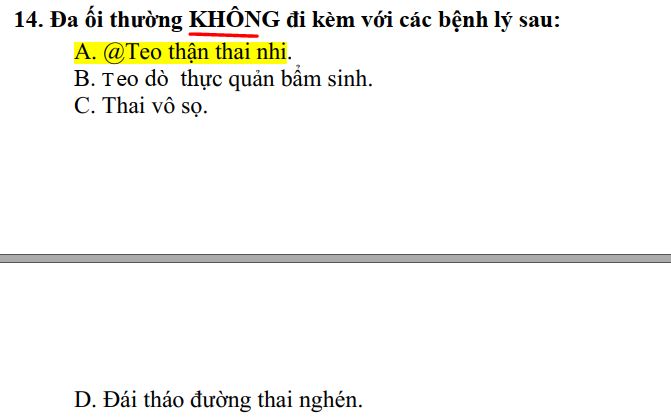 14. Đa ối thường KHÔNG đi kèm với các bệnh lý sau:
A. @Teo thận thai nhi.
B. Teo dò thực quản bẩm sinh.
C. Thai vô sọ.
D. Đái tháo đường thai nghén.